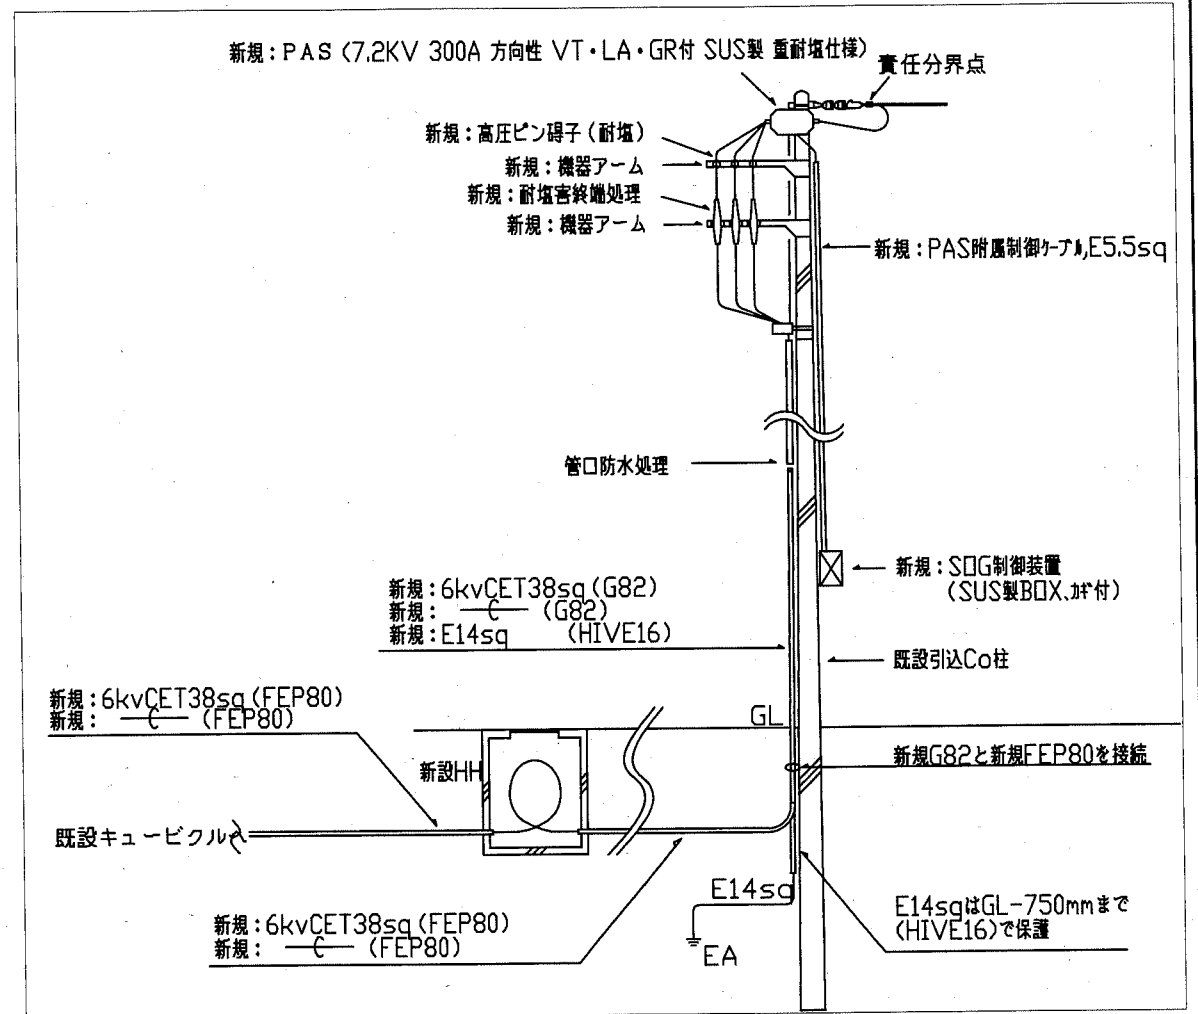 新規：PAS（7.2KV 300A 方向性 VT・LA・GR付 SUS製 重耐塩仕様）
責任分界点
新規：高圧ピン碍子（耐塩）
新規：機器アーム
新規：耐塩害終端処理
新規：機器アーム
新規：PAS附属制御ｹｰﾌﾞﾙ,E5.5sq
管口防水処理
新規：SOG制御装置
（SUS製BOX、ｶｷﾞ付）
新規：6kvCET38sq（G82）
新規：　（G82）
新規：E14sq　（HIVE16）
既設引込Co柱
新規：6kvCET38sq（FEP80）
新規：　（FEP80）
GL
新規G82と新規FEP80を接続
新設HH
既設キュービクルへ
E14sq
E14sqはGL-750mmまで
（HIVE16）で保護
新規：6kvCET38sq（FEP80）
新規：　（FEP80）
EA